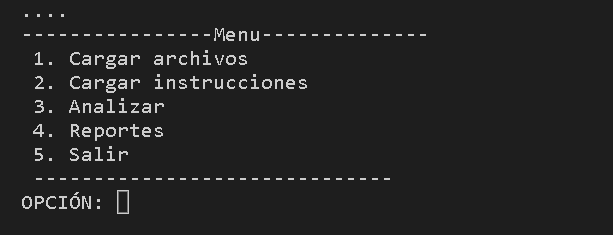 ....
----------------Menu--------------
1. Cargar archivos
2. Cargar instrucciones
3. Analizar
4. Reportes
5. Salir
------------------------------
OPCIÓN: